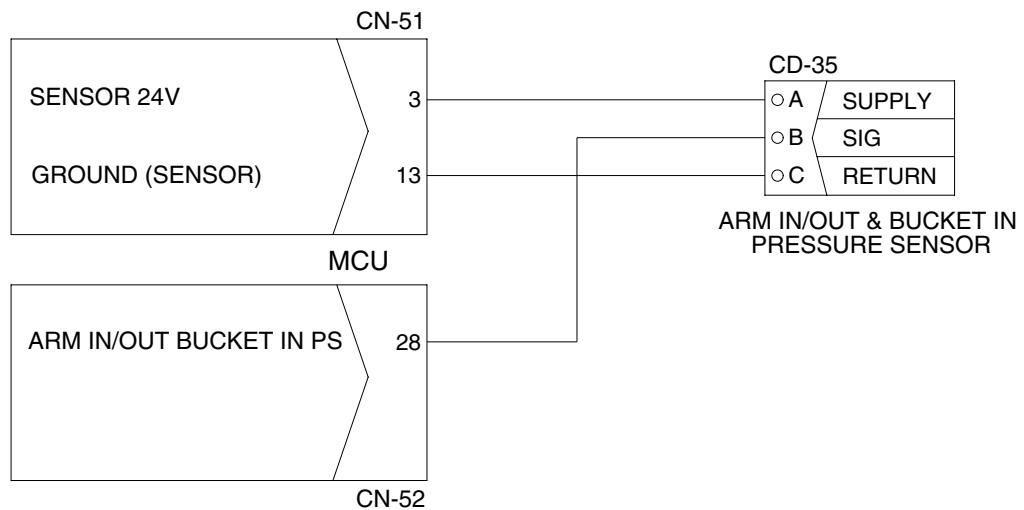 CN-51
SENSOR 24V
3
GROUND (SENSOR)
13
CD-35
A SUPPLY
B SIG
C RETURN
ARM IN/OUT & BUCKET IN
PRESSURE SENSOR
MCU
ARM IN/OUT BUCKET IN PS
28
CN-52